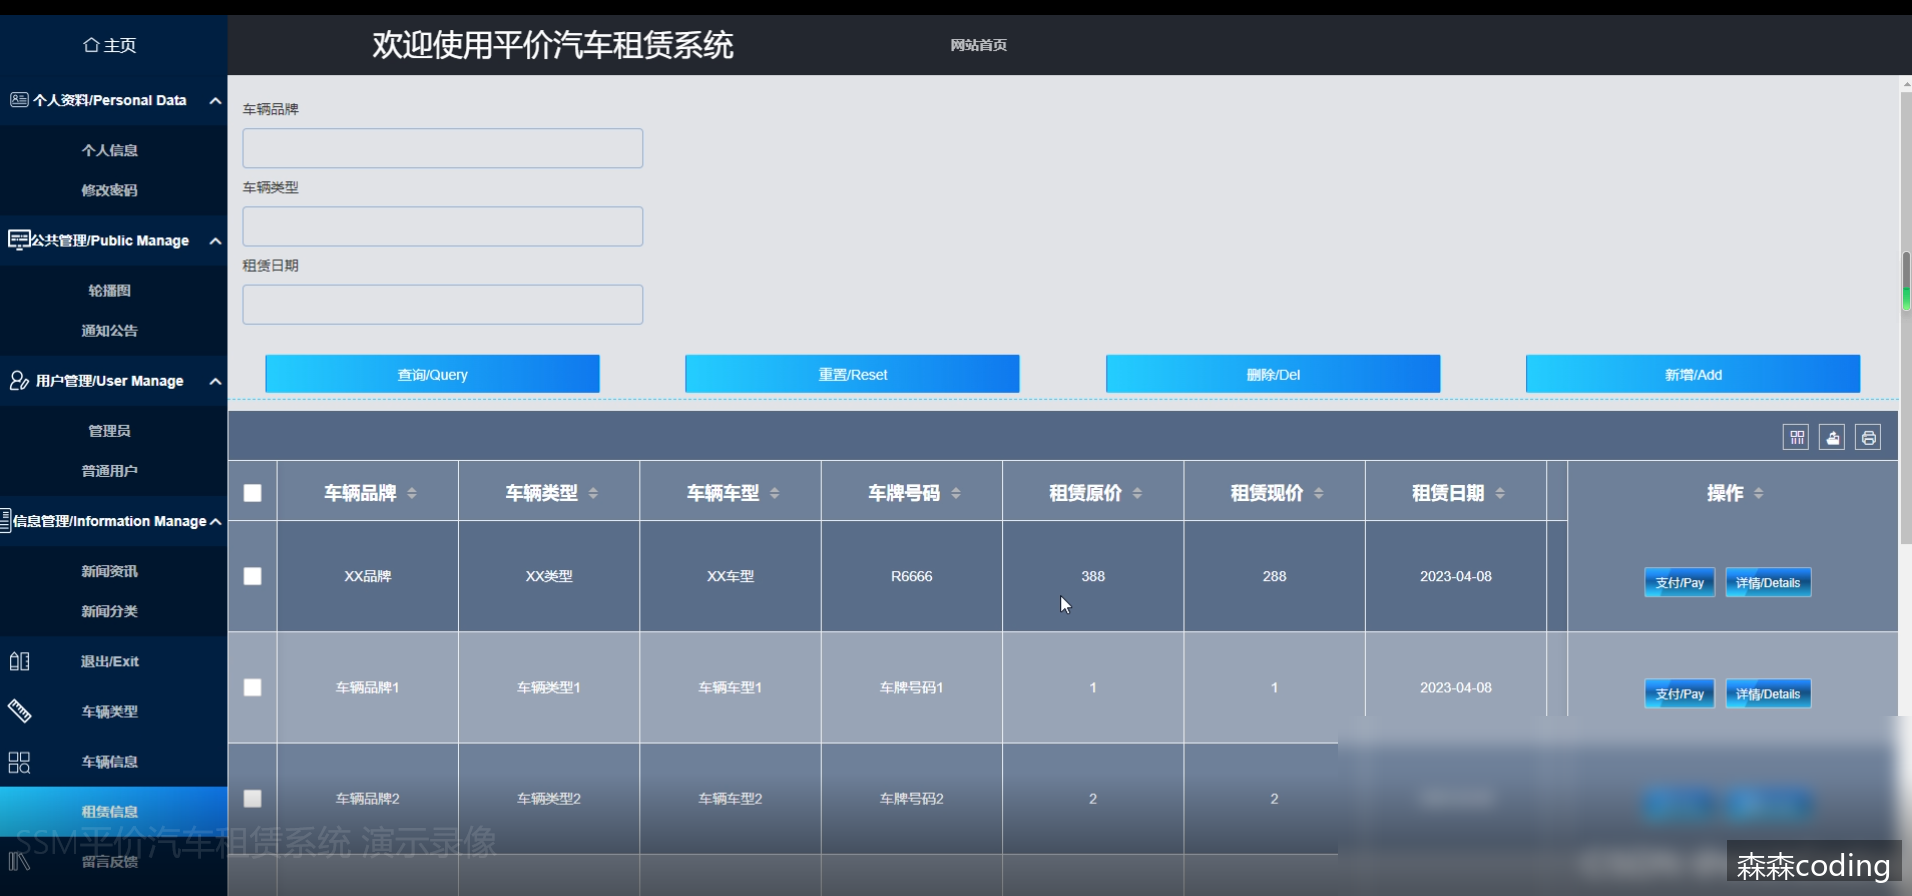 主页
欢迎使用平价汽车租赁系统
网站首页
个人资料/Personal Data
个人信息
修改密码
公共管理/Public Manage
轮播图
通知公告
用户管理/User Manage
管理员
普通用户
信息管理/Information Manage
新闻资讯
新闻分类
退出/Exit
车辆类型
车辆信息
租赁信息
留言反馈
车辆品牌
车辆类型
租赁日期
查询/Query 重置/Reset 删除/Del 新增/Add
车辆品牌 车辆类型 车辆车型 车牌号码 租赁原价 租赁现价 租赁日期 操作
XX品牌 XX类型 XX车型 R6666 388 288 2023-04-08 支付/Pay 详情/Details
车辆品牌1 车辆类型1 车辆车型1 车牌号码1 1 1 2023-04-08 支付/Pay 详情/Details
车辆品牌2 车辆类型2 车辆车型2 车牌号码2 2 2
SSM平价汽车租赁系统 演示录像
森森coding